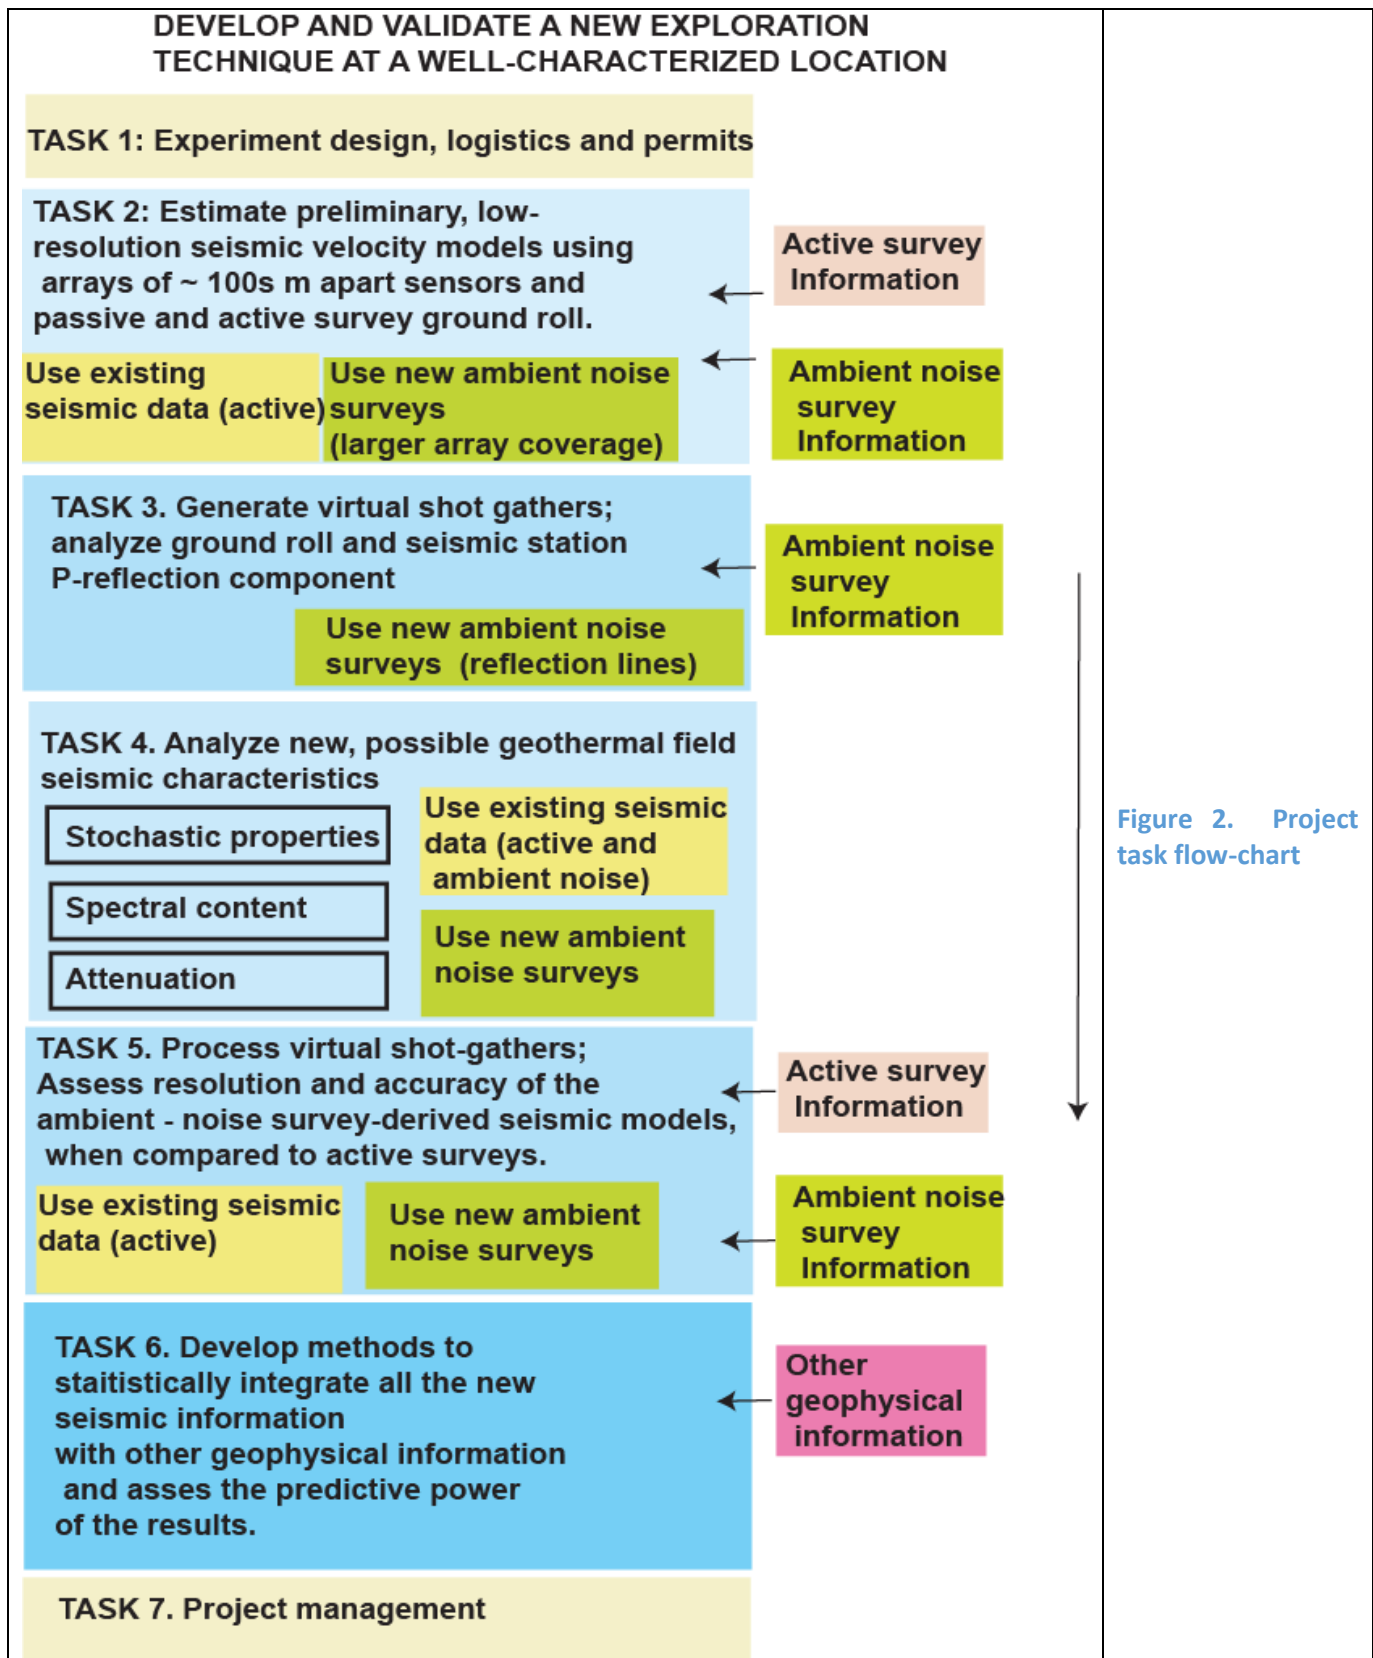 DEVELOP AND VALIDATE A NEW EXPLORATION
TECHNIQUE AT A WELL-CHARACTERIZED LOCATION
TASK 1: Experiment design, logistics and permits
TASK 2: Estimate preliminary, low-
resolution seismic velocity models using
arrays of ~ 100s m apart sensors and
passive and active survey ground roll.
Active survey
Information
Use existing
seismic data (active)
Use new ambient noise
surveys
(larger array coverage)
Ambient noise
survey
Information
TASK 3. Generate virtual shot gathers;
analyze ground roll and seismic station
P-reflection component
Use new ambient noise
surveys (reflection lines)
Ambient noise
survey
Information
TASK 4. Analyze new, possible geothermal field
seismic characteristics
Stochastic properties
Spectral content
Attenuation
Use existing seismic
data (active and
ambient noise)
Use new ambient
noise surveys
TASK 5. Process virtual shot-gathers;
Assess resolution and accuracy of the
ambient - noise survey-derived seismic models,
when compared to active surveys.
Active survey
Information
Use existing seismic
data (active)
Use new ambient
noise surveys
Ambient noise
survey
Information
TASK 6. Develop methods to
staitistically integrate all the new
seismic information
with other geophysical information
and asses the predictive power
of the results.
Other
geophysical
information
TASK 7. Project management
Figure 2. Project
task flow-chart